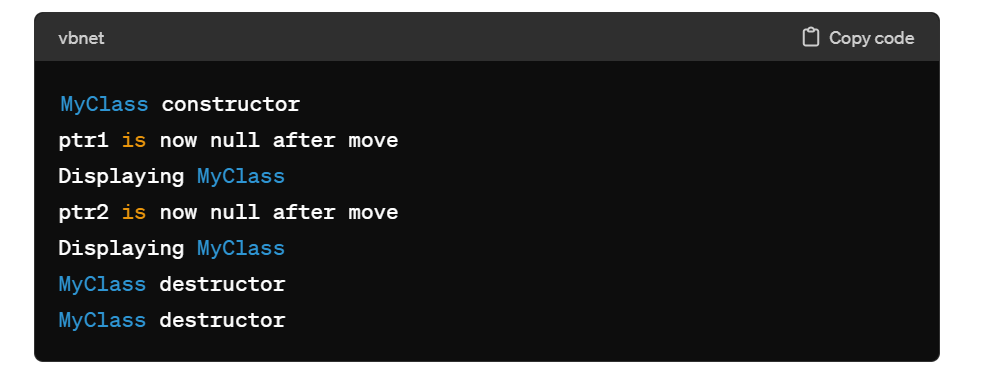 vbnet
Copy code
MyClass constructor
ptr1 is now null after move
Displaying MyClass
ptr2 is now null after move
Displaying MyClass
MyClass destructor
MyClass destructor